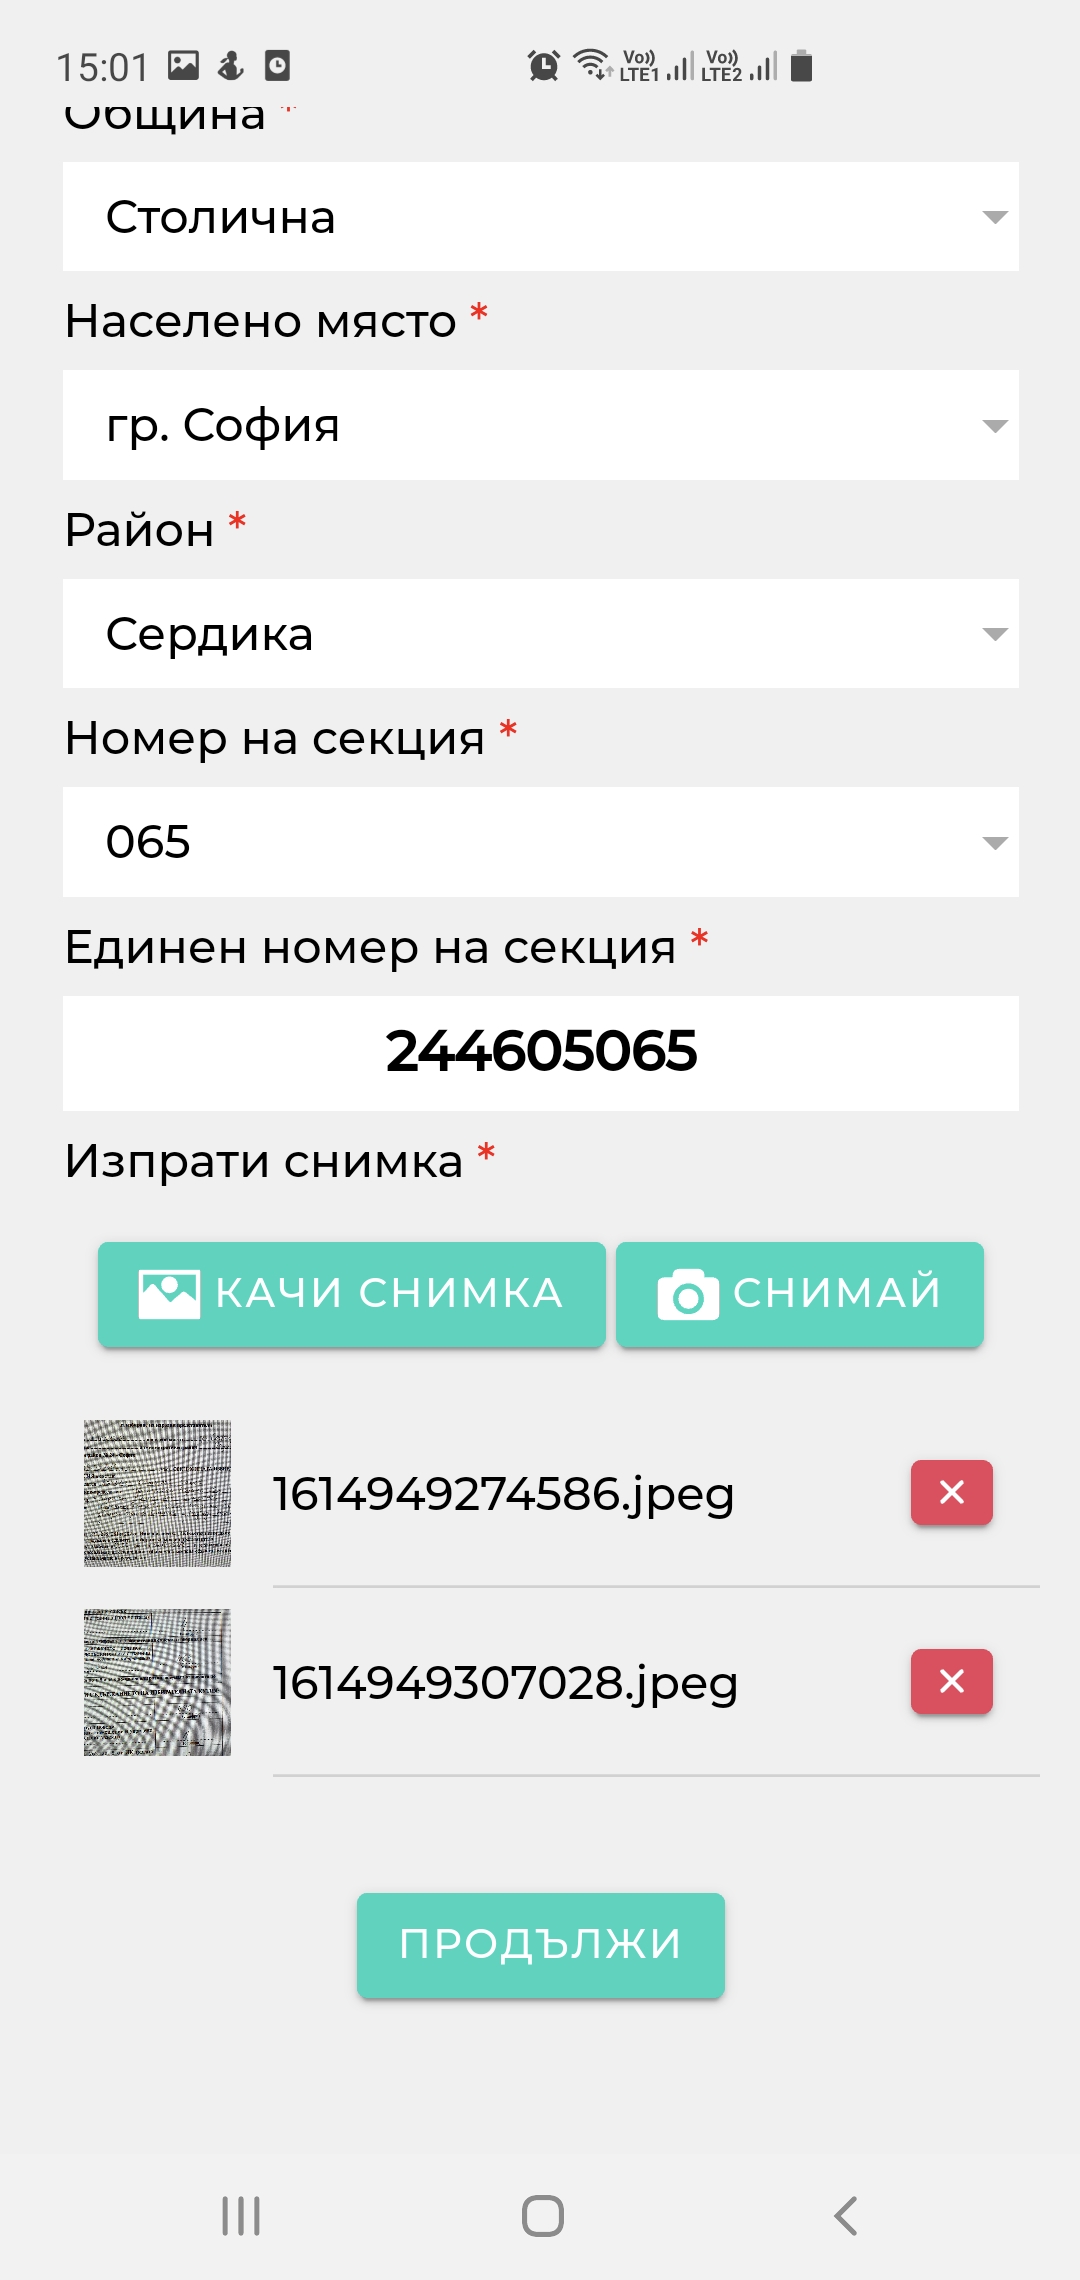 15:01 Vo)) LTE1 Vo)) LTE2
Община *
Столична
Населено място *
гр. София
Район *
Сердика
Номер на секция *
065
Единен номер на секция *
244605065
Изпрати снимка *
КАЧИ СНИМКА СНИМАЙ
1614949274586.jpeg
1614949307028.jpeg
ПРОДЪЛЖИ